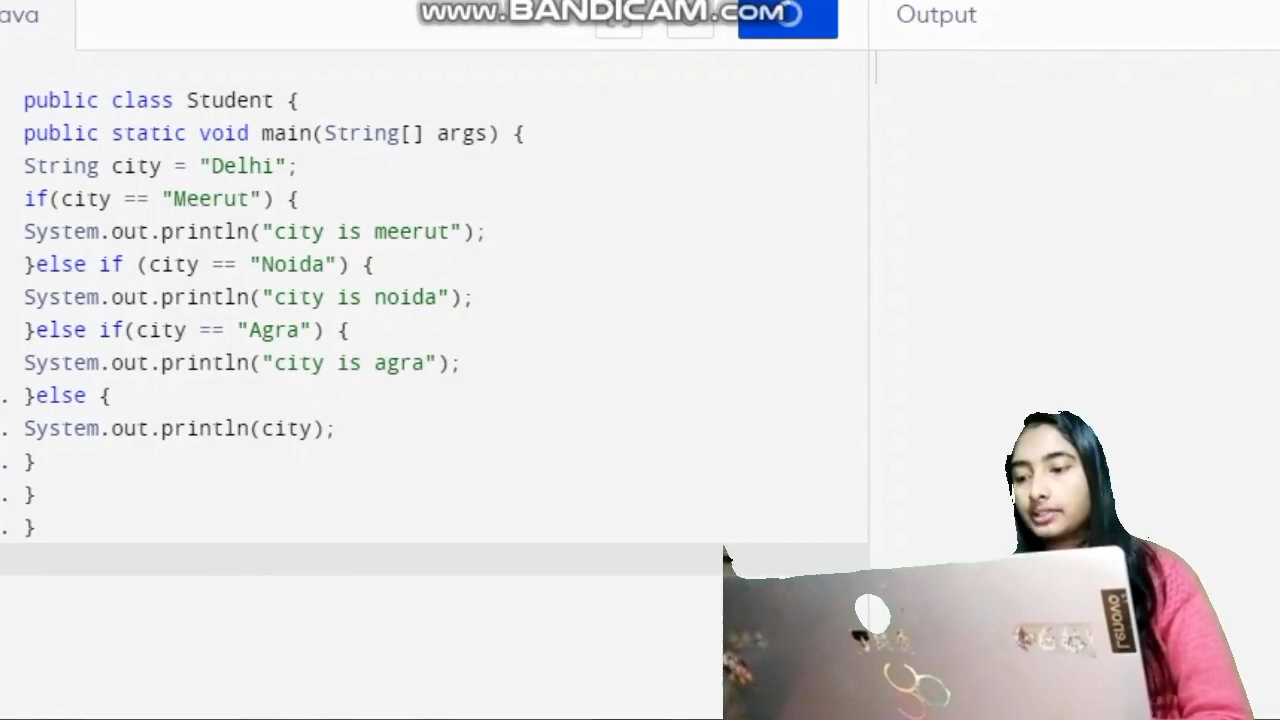 ava
www.BANDICAM.com
Output
public class Student {
public static void main(String[] args) {
String city = "Delhi";
if(city == "Meerut") {
System.out.println("city is meerut");
}else if (city == "Noida") {
System.out.println("city is noida");
}else if(city == "Agra") {
System.out.println("city is agra");
. }else {
. System.out.println(city);
. }
. }
. }
Lenovo